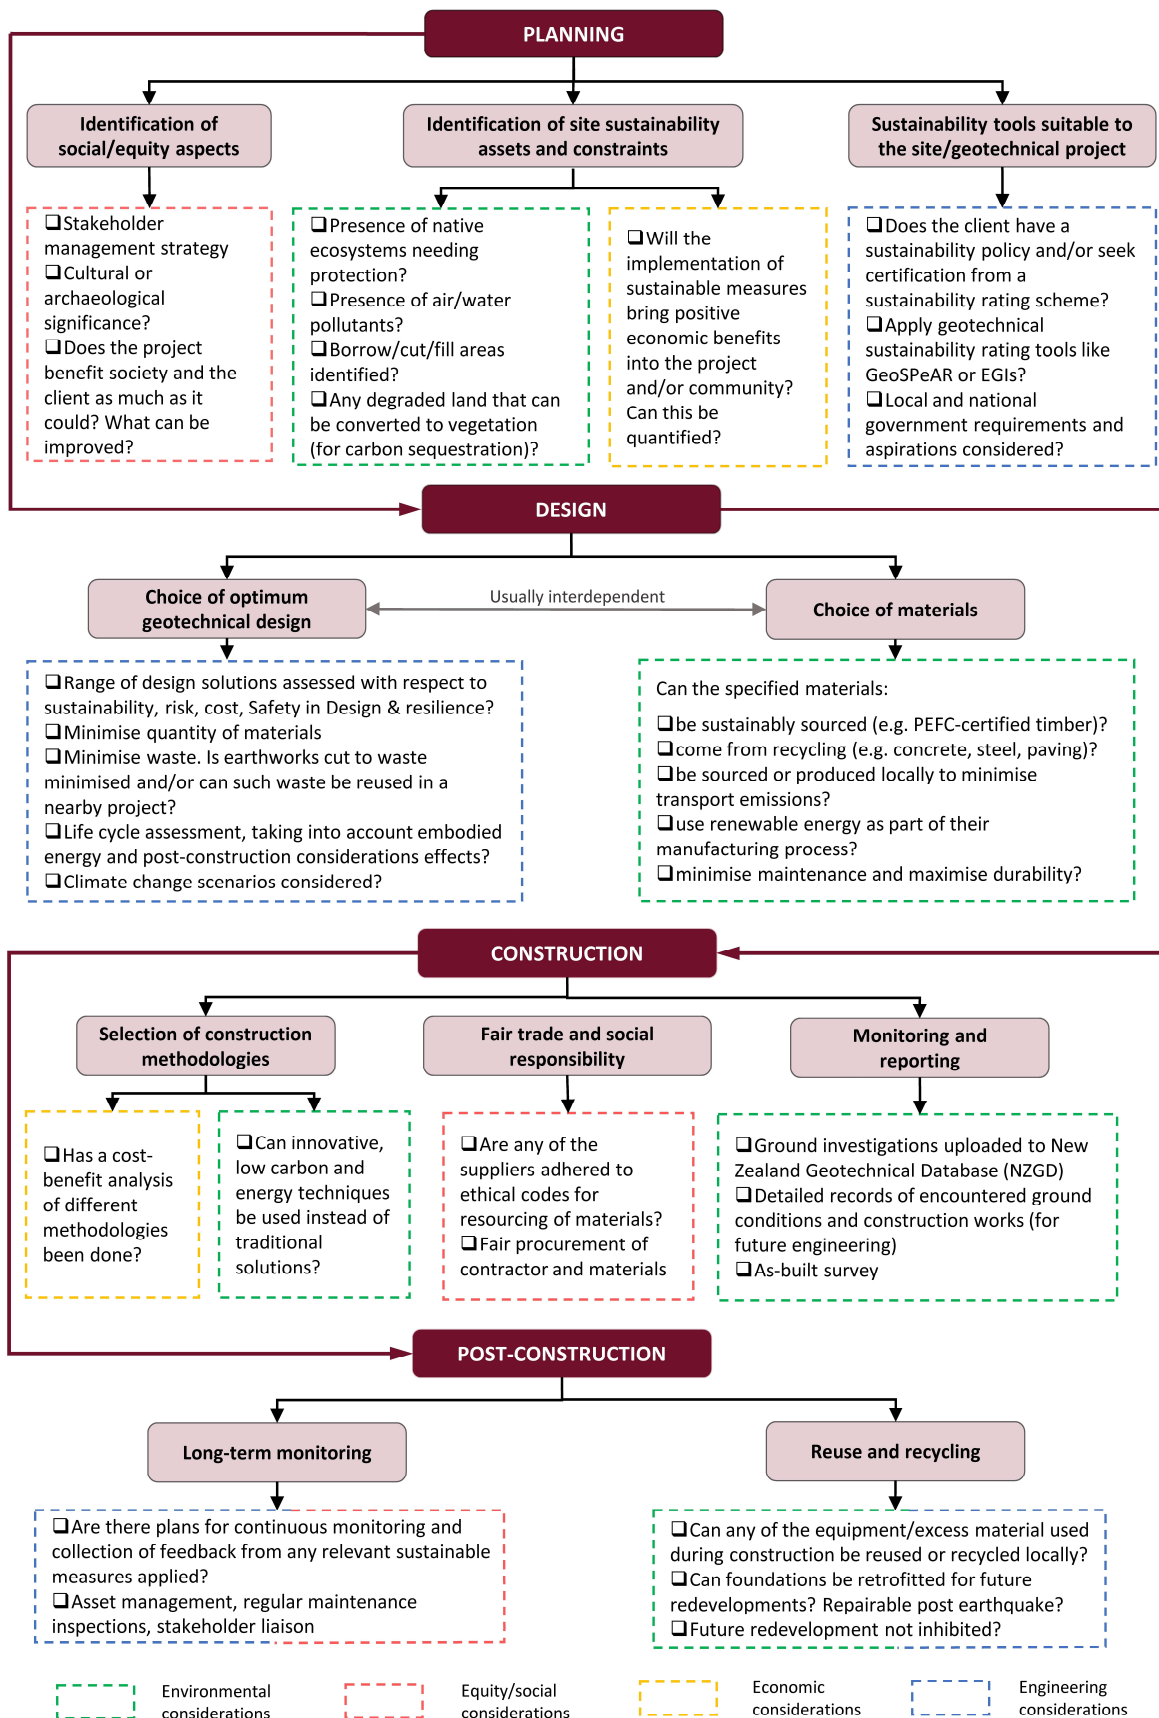 PLANNING
Identification of
social/equity aspects
Identification of site sustainability
assets and constraints
Sustainability tools suitable to
the site/geotechnical project
❑Stakeholder
management strategy
❑Cultural or
archaeological
significance?
❑Does the project
benefit society and the
client as much as it
could? What can be
improved?
❑Presence of native
ecosystems needing
protection?
❑Presence of air/water
pollutants?
❑Borrow/cut/fill areas
identified?
❑Any degraded land that can
be converted to vegetation
(for carbon sequestration)?
❑Will the
implementation of
sustainable measures
bring positive
economic benefits
into the project
and/or community?
Can this be
quantified?
❑Does the client have a
sustainability policy and/or seek
certification from a
sustainability rating scheme?
❑Apply geotechnical
sustainability rating tools like
GeoSPeAR or EGIs?
❑Local and national
government requirements and
aspirations considered?
DESIGN
Choice of optimum
geotechnical design
Usually interdependent
Choice of materials
❑Range of design solutions assessed with respect to
sustainability, risk, cost, Safety in Design & resilience?
❑Minimise quantity of materials
❑Minimise waste. Is earthworks cut to waste
minimised and/or can such waste be reused in a
nearby project?
❑Life cycle assessment, taking into account embodied
energy and post-construction considerations effects?
❑Climate change scenarios considered?
Can the specified materials:
❑be sustainably sourced (e.g. PEFC-certified timber)?
❑come from recycling (e.g. concrete, steel, paving)?
❑be sourced or produced locally to minimise
transport emissions?
❑use renewable energy as part of their
manufacturing process?
❑minimise maintenance and maximise durability?
CONSTRUCTION
Selection of construction
methodologies
Fair trade and social
responsibility
Monitoring and
reporting
❑Has a cost-
benefit analysis
of different
methodologies
been done?
❑Can innovative,
low carbon and
energy techniques
be used instead of
traditional
solutions?
❑Are any of the
suppliers adhered to
ethical codes for
resourcing of materials?
❑Fair procurement of
contractor and materials
❑Ground investigations uploaded to New
Zealand Geotechnical Database (NZGD)
❑Detailed records of encountered ground
conditions and construction works (for
future engineering)
❑As-built survey
POST-CONSTRUCTION
Long-term monitoring
Reuse and recycling
❑Are there plans for continuous monitoring and
collection of feedback from any relevant sustainable
measures applied?
❑Asset management, regular maintenance
inspections, stakeholder liaison
❑Can any of the equipment/excess material used
during construction be reused or recycled locally?
❑Can foundations be retrofitted for future
redevelopments? Repairable post earthquake?
❑Future redevelopment not inhibited?
Environmental
considerations
Equity/social
considerations
Economic
considerations
Engineering
considerations